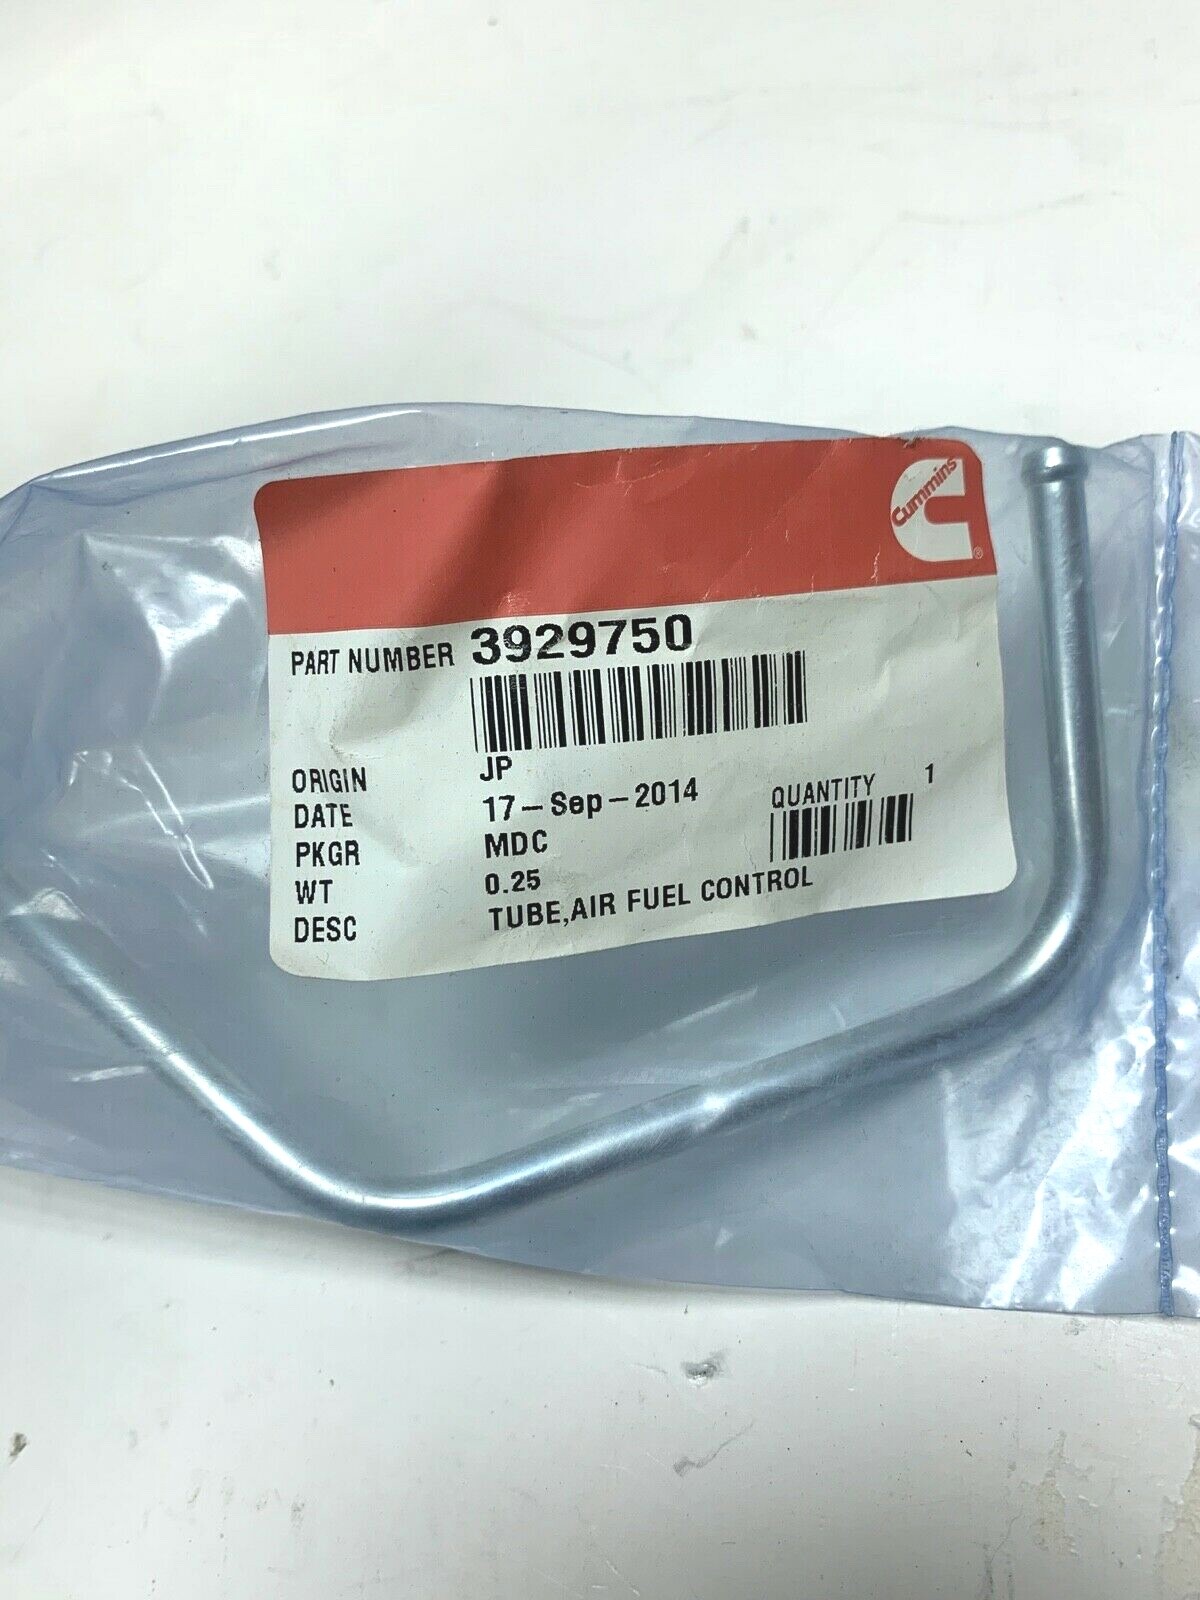 Cummins
®
PART NUMBER 3929750
ORIGIN JP
DATE 17-Sep-2014
QUANTITY 1
PKGR MDC
WT 0.25
DESC TUBE,AIR FUEL CONTROL